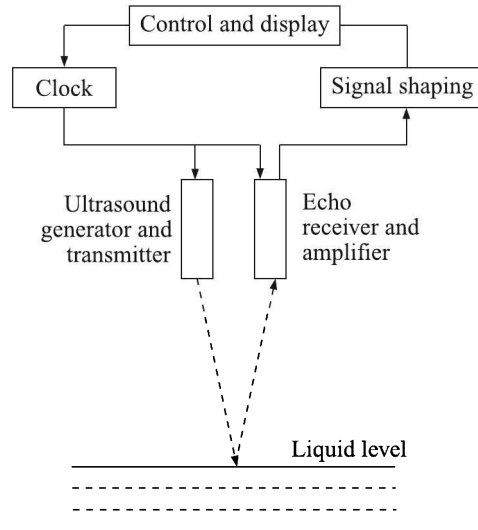 Control and display
Clock
Signal shaping
Ultrasound
generator and
transmitter
Echo
receiver and
amplifier
Liquid level